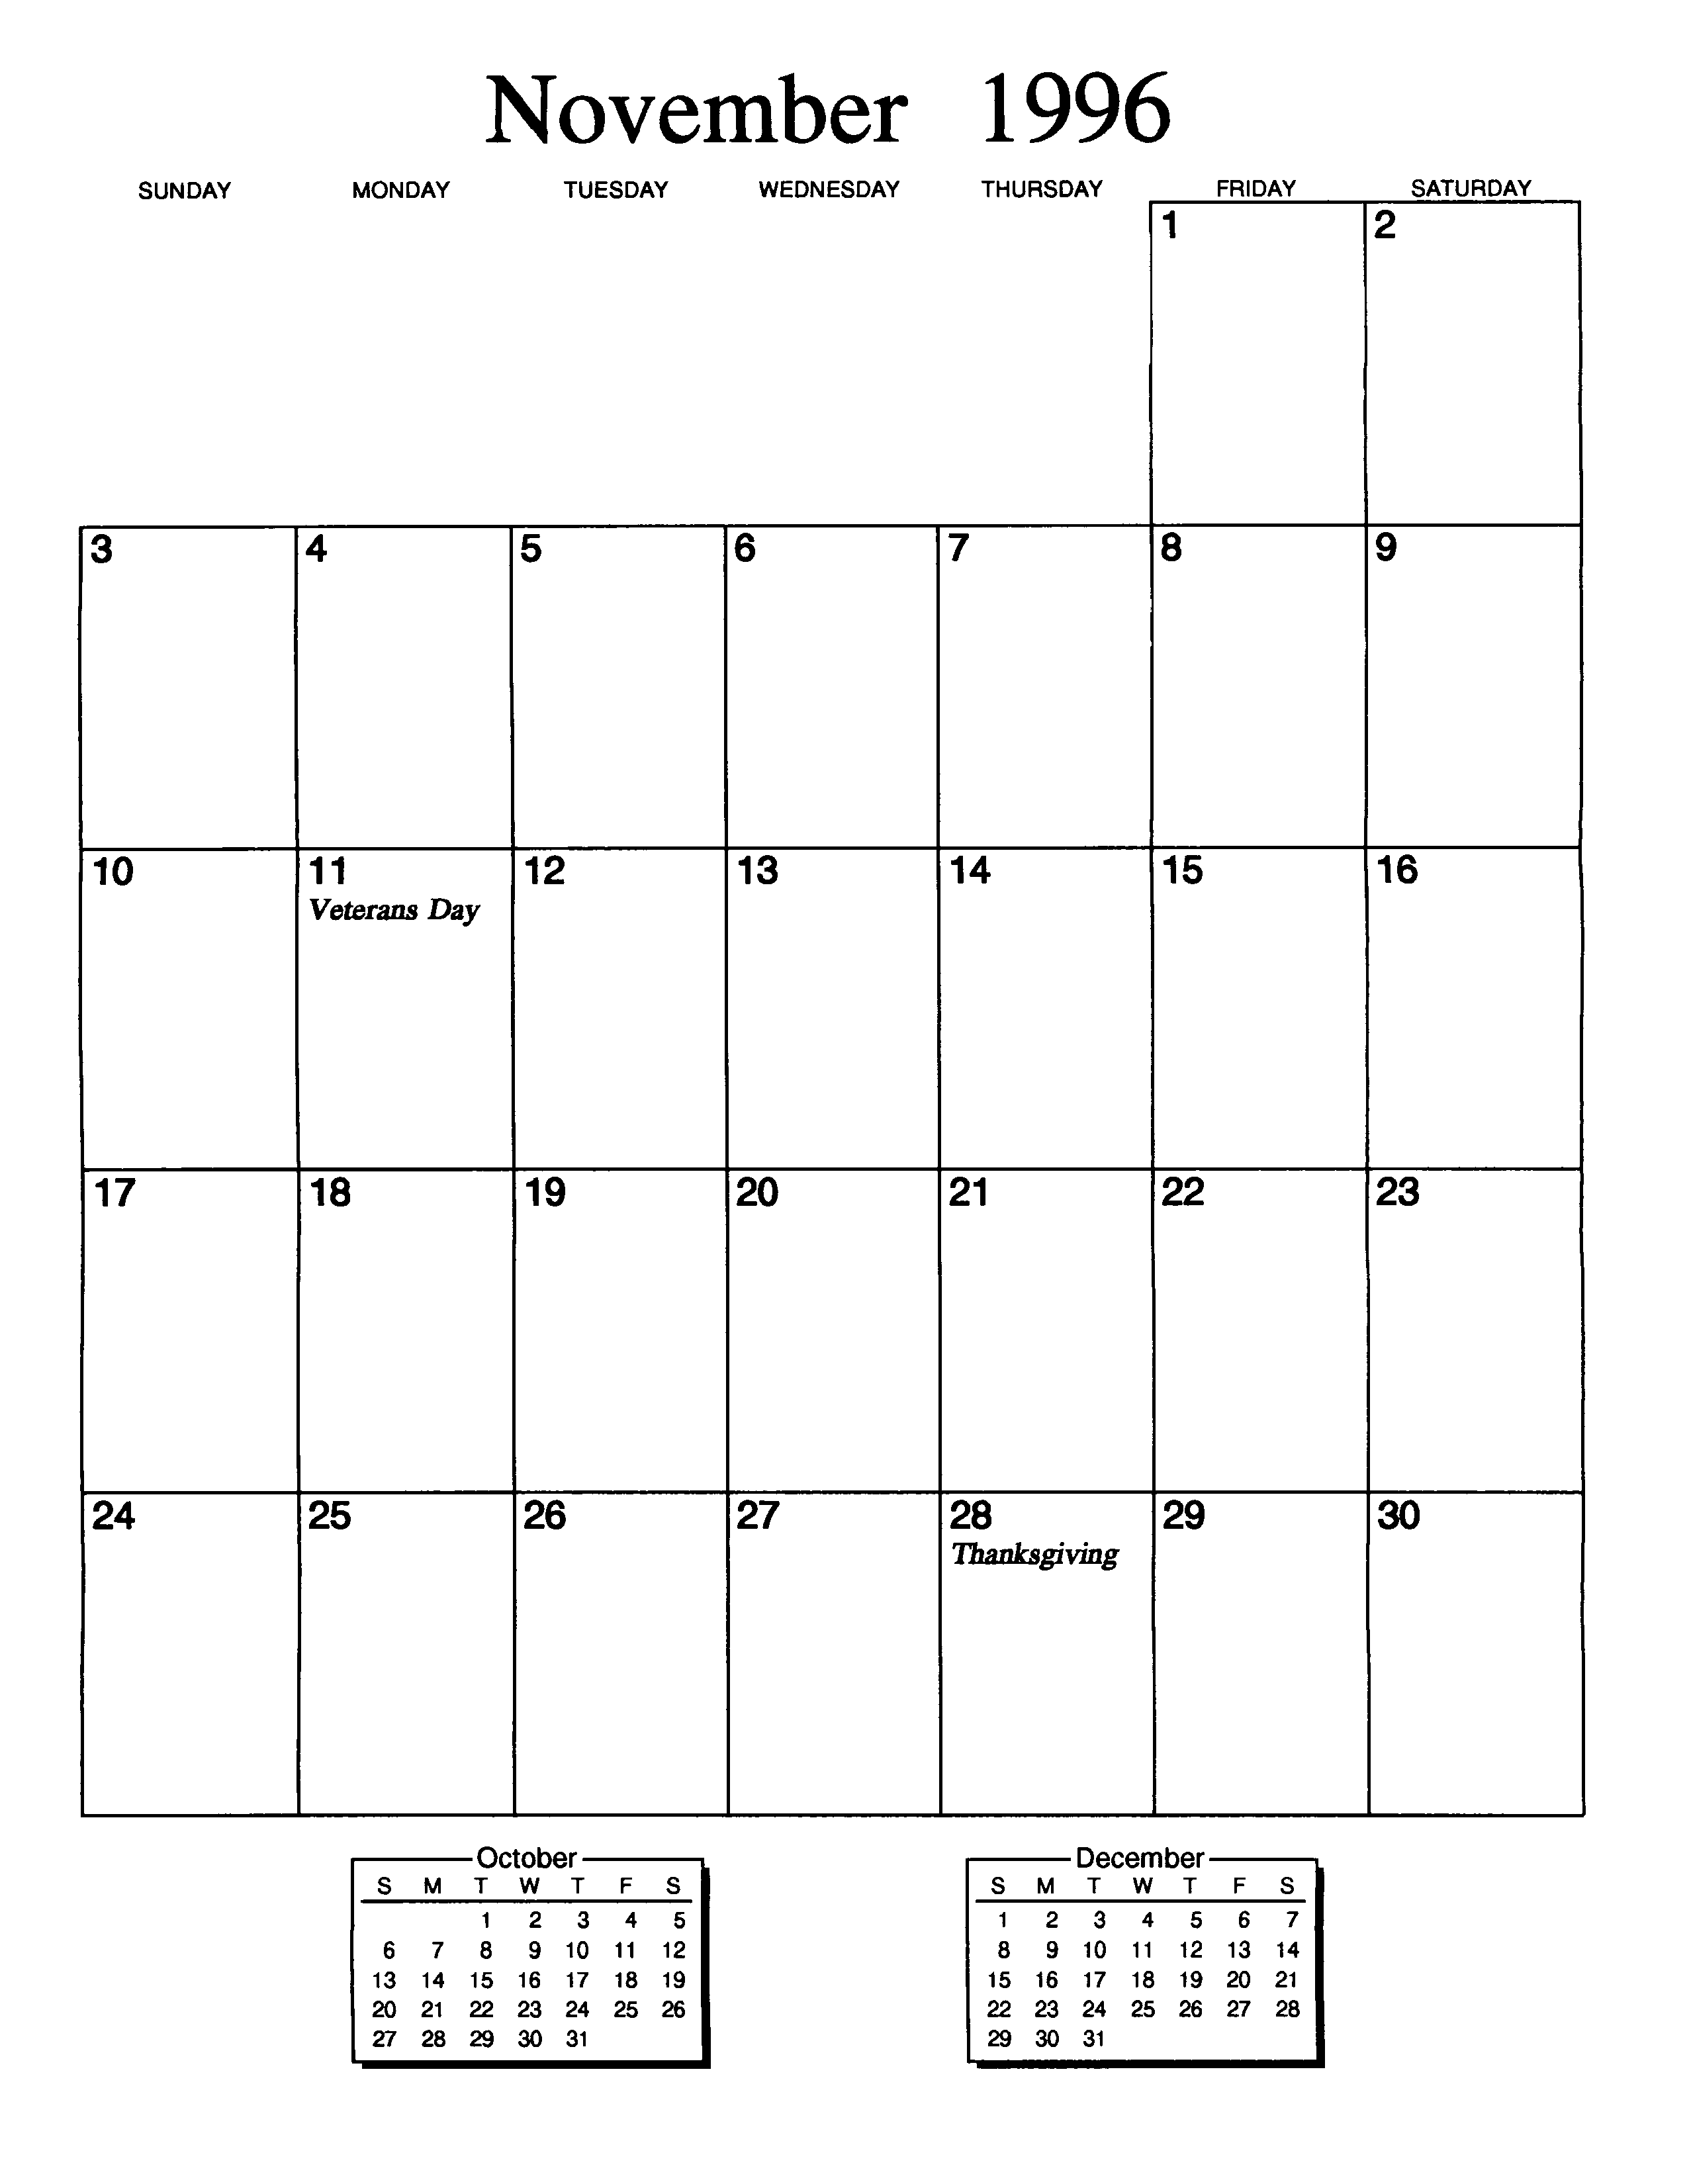 November 1996
SUNDAY MONDAY TUESDAY WEDNESDAY THURSDAY FRIDAY SATURDAY
1 2
3 4 5 6 7 8 9
10 11 12 13 14 15 16
Veterans Day
17 18 19 20 21 22 23
24 25 26 27 28 29 30
Thanksgiving
October
S M T W T F S
1 2 3 4 5
6 7 8 9 10 11 12
13 14 15 16 17 18 19
20 21 22 23 24 25 26
27 28 29 30 31
December
S M T W T F S
1 2 3 4 5 6 7
8 9 10 11 12 13 14
15 16 17 18 19 20 21
22 23 24 25 26 27 28
29 30 31